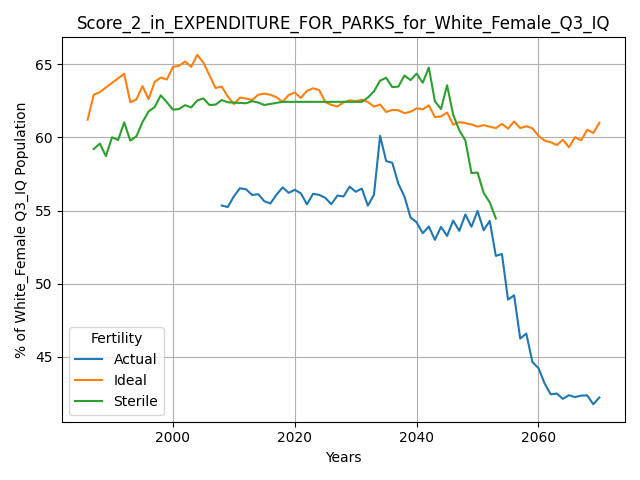 Score_2_in_EXPENDITURE_FOR_PARKS_for_White_Female_Q3_IQ
% of White_Female Q3_IQ Population
65
60
55
50
45
Fertility
Actual
Ideal
Sterile
2000
2020
2040
2060
Years